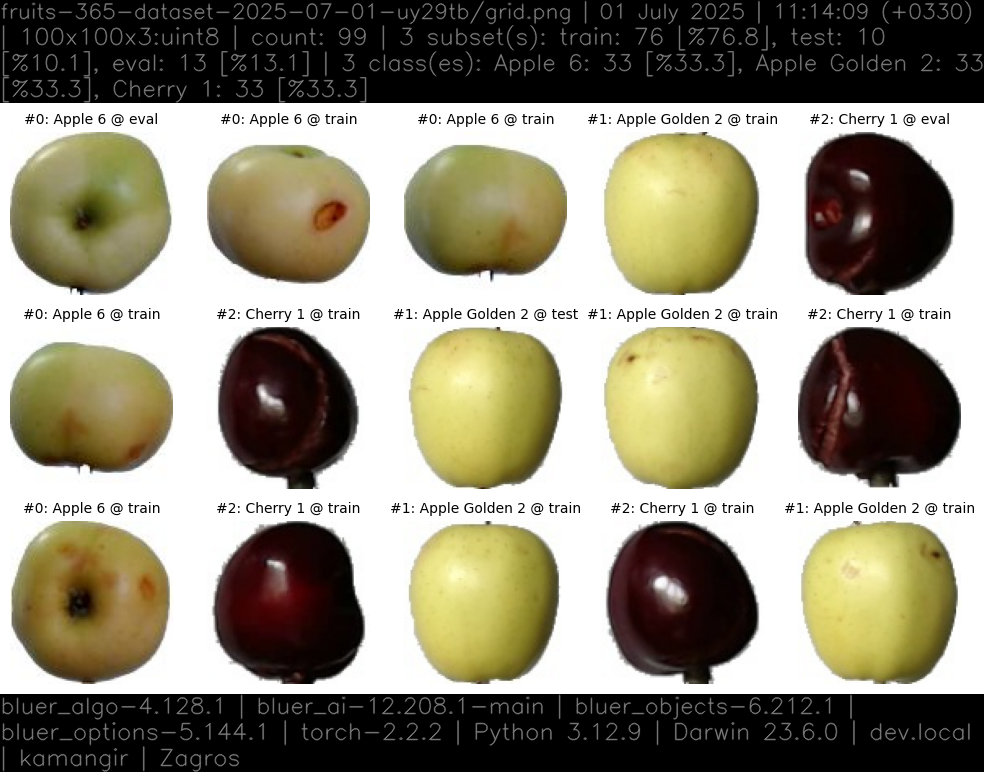 fruits-365-dataset-2025-07-01-uy29tb/grid.png | 01 July 2025 | 11:14:09 (+0330)
| 100x100x3:uint8 | count: 99 | 3 subset(s): train: 76 [%76.8], test: 10
[%10.1], eval: 13 [%13.1] | 3 class(es): Apple 6: 33 [%33.3], Apple Golden 2: 33
[%33.3], Cherry 1: 33 [%33.3]
#0: Apple 6 @ eval
#0: Apple 6 @ train
#0: Apple 6 @ train
#1: Apple Golden 2 @ train
#2: Cherry 1 @ eval
#0: Apple 6 @ train
#2: Cherry 1 @ train
#1: Apple Golden 2 @ test
#1: Apple Golden 2 @ train
#2: Cherry 1 @ train
#0: Apple 6 @ train
#2: Cherry 1 @ train
#1: Apple Golden 2 @ train
#2: Cherry 1 @ train
#1: Apple Golden 2 @ train
bluer_algo-4.128.1 | bluer_ai-12.208.1-main | bluer_objects-6.212.1 |
bluer_options-5.144.1 | torch-2.2.2 | Python 3.12.9 | Darwin 23.6.0 | dev.local
| kamangir | Zagros